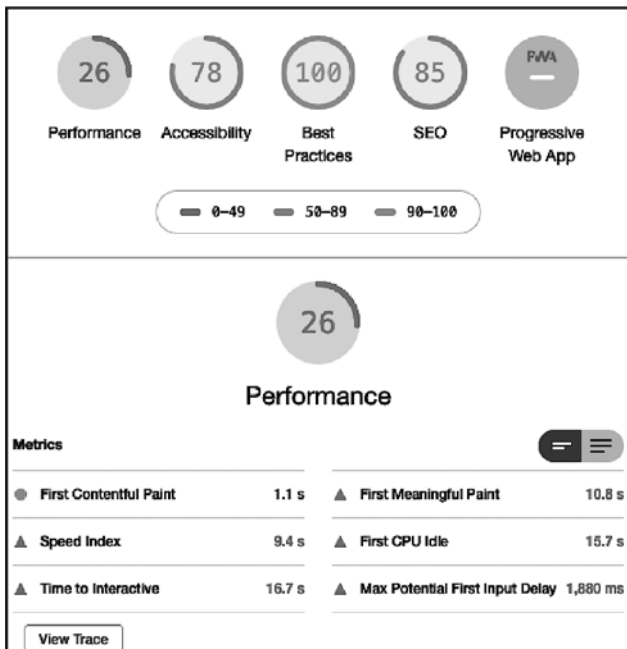 26 78 100 85 PWA
Performance Accessibility Best Practices SEO Progressive Web App
0–49 50–89 90–100
26
Performance
Metrics
First Contentful Paint 1.1 s First Meaningful Paint 10.8 s
Speed Index 9.4 s First CPU Idle 15.7 s
Time to Interactive 16.7 s Max Potential First Input Delay 1,880 ms
View Trace